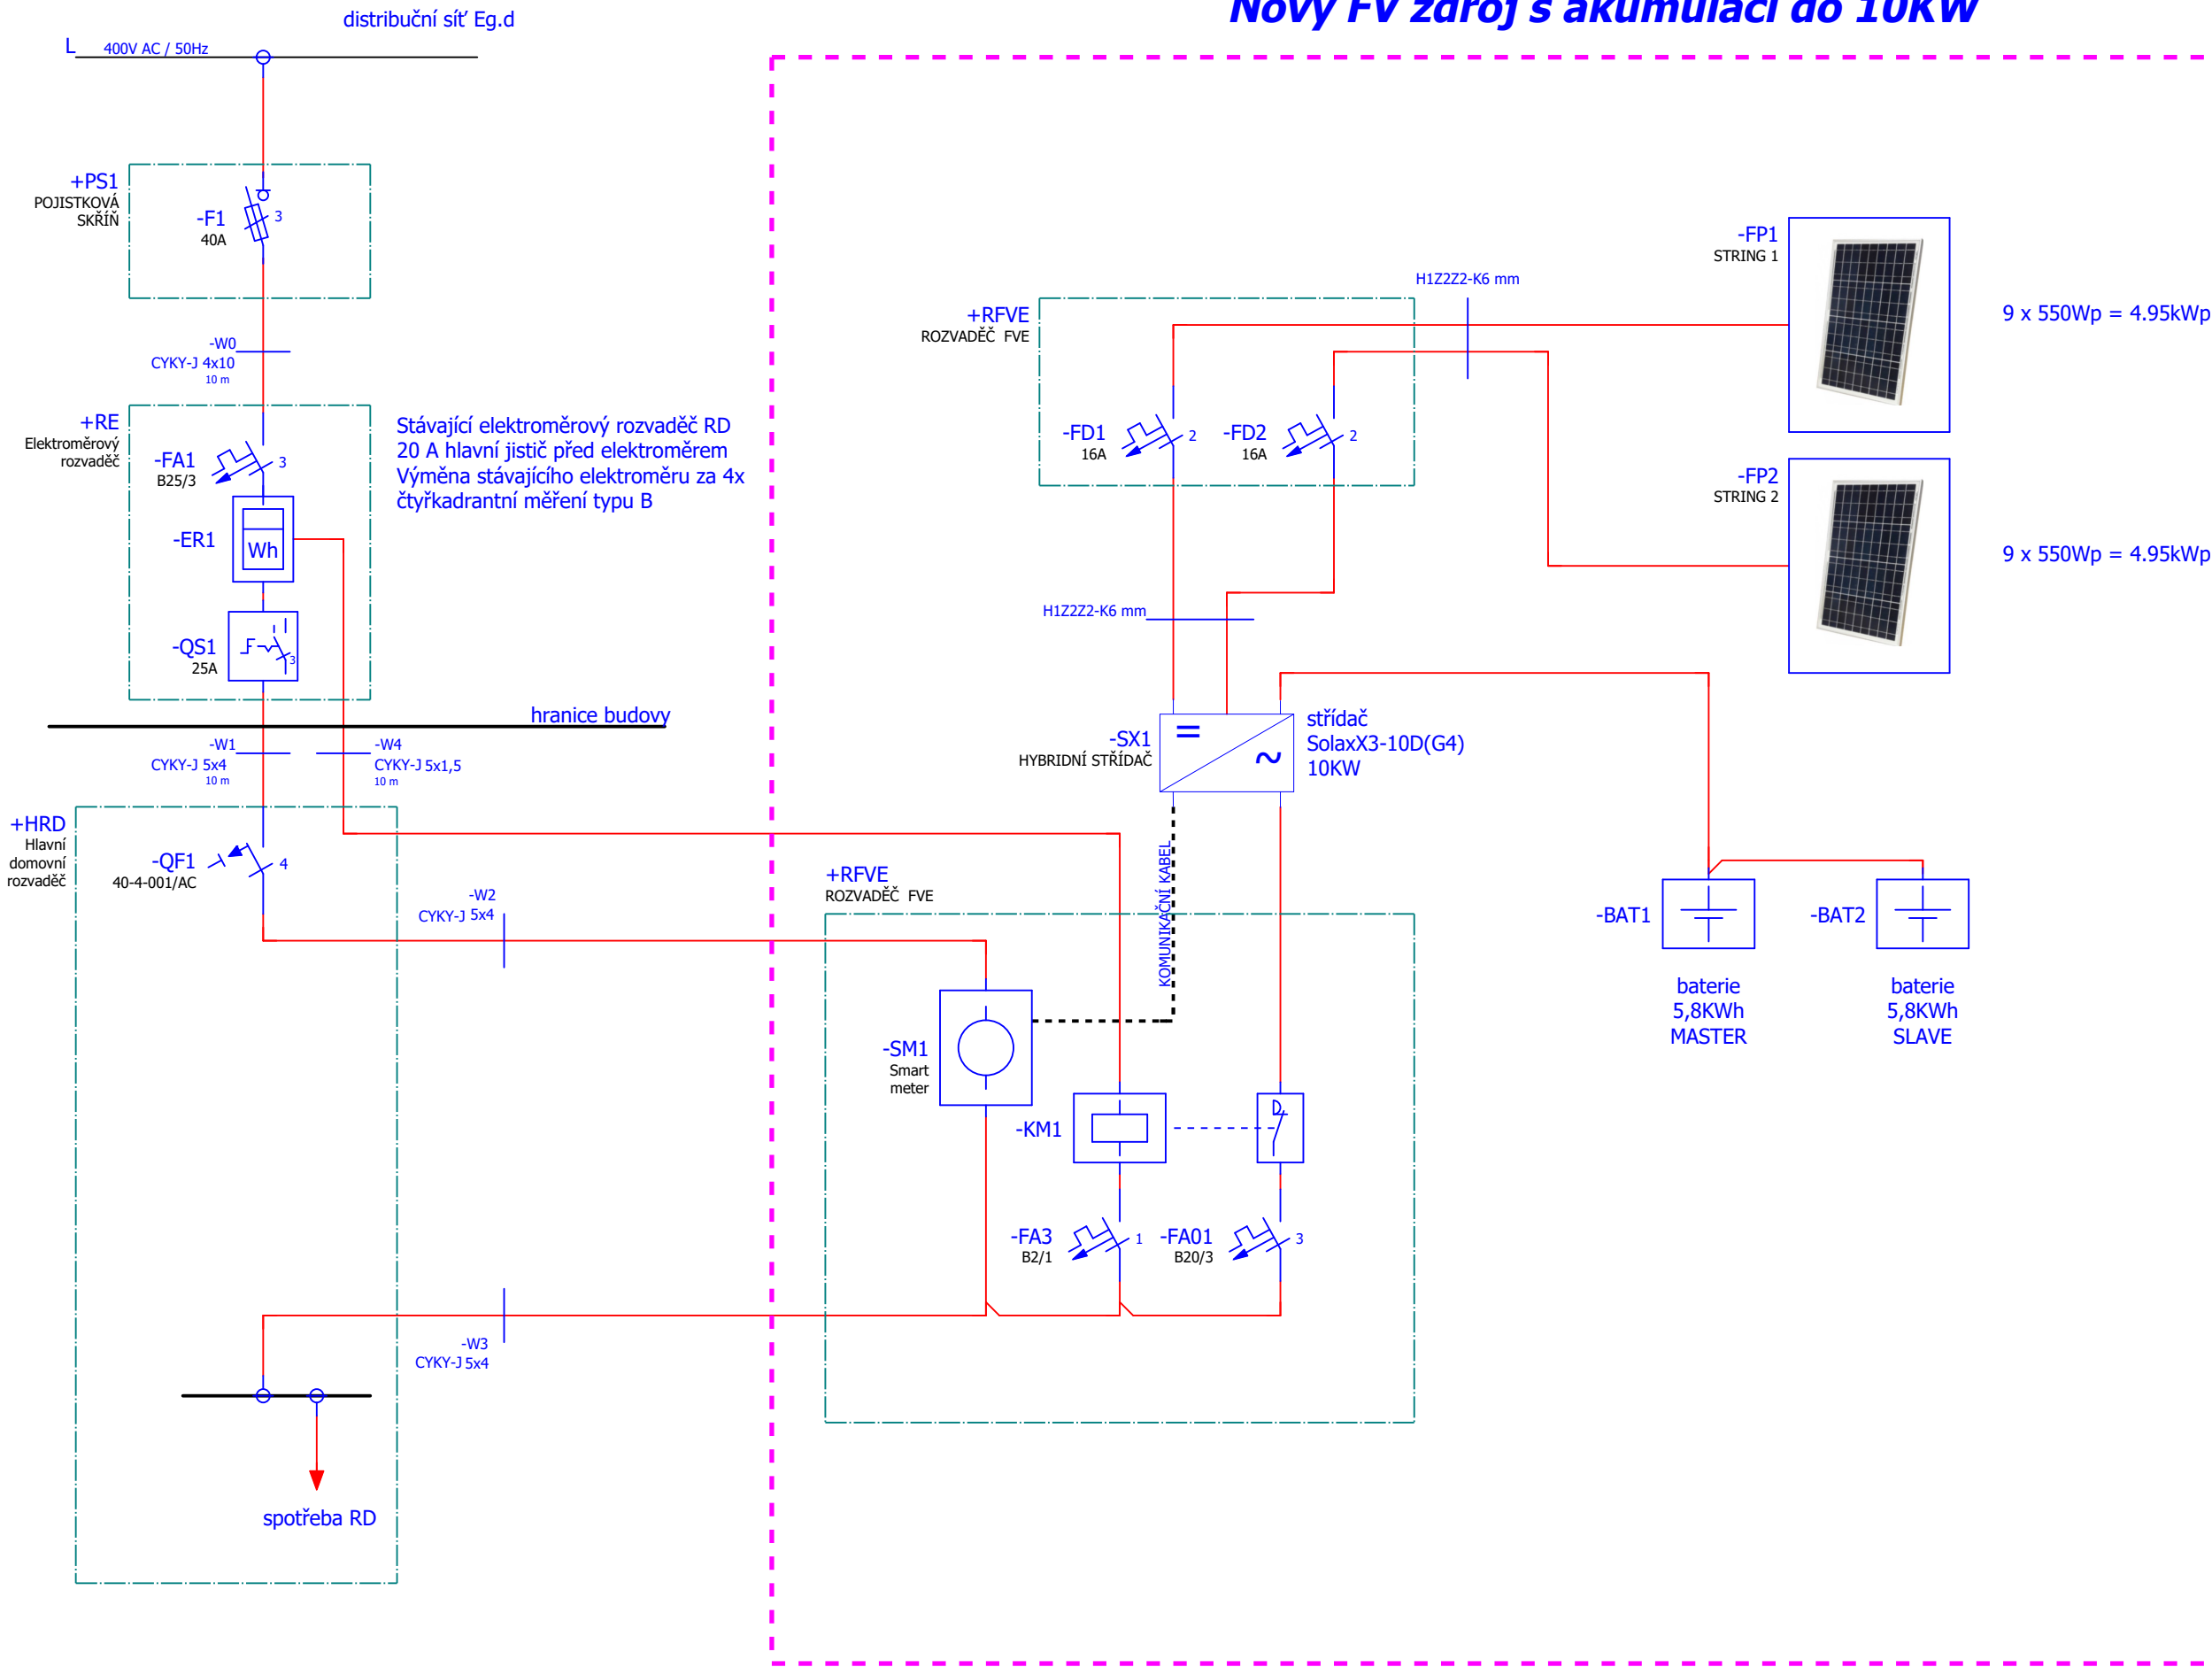 Nový FV zdroj s akumulací do 10KW
distribuční síť Eg.d
L
400V AC / 50Hz
+PS1
POJISTKOVÁ
SKŘÍŇ
-F1
40A
3
-W0
CYKY-J 4x10
10 m
+RE
Elektroměrový
rozvaděč
-FA1
B25/3
3
-ER1
Wh
-QS1
25A
3
Stávající elektroměrový rozvaděč RD
20 A hlavní jistič před elektroměrem
Výměna stávajícího elektroměru za 4x
čtyřkadrantní měření typu B
hranice budovy
-W1
CYKY-J 5x4
10 m
-W4
CYKY-J 5x1,5
10 m
+HRD
Hlavní
domovní
rozvaděč
-QF1
40-4-001/AC
4
-W2
CYKY-J 5x4
-W3
CYKY-J 5x4
spotřeba RD
+RFVE
ROZVADĚČ FVE
-FD1
16A
2
-FD2
16A
2
H1Z2Z2-K6 mm
-FP1
STRING 1
9 x 550Wp = 4.95kWp
-FP2
STRING 2
9 x 550Wp = 4.95kWp
H1Z2Z2-K6 mm
-SX1
HYBRIDNÍ STŘÍDAČ
=
~
střídač
SolaxX3-10D(G4)
10KW
KOMUNIKAČNÍ KABEL
+RFVE
ROZVADĚČ FVE
-SM1
Smart
meter
-KM1
-FA3
B2/1
1
-FA01
B20/3
3
-BAT1
baterie
5,8KWh
MASTER
-BAT2
baterie
5,8KWh
SLAVE